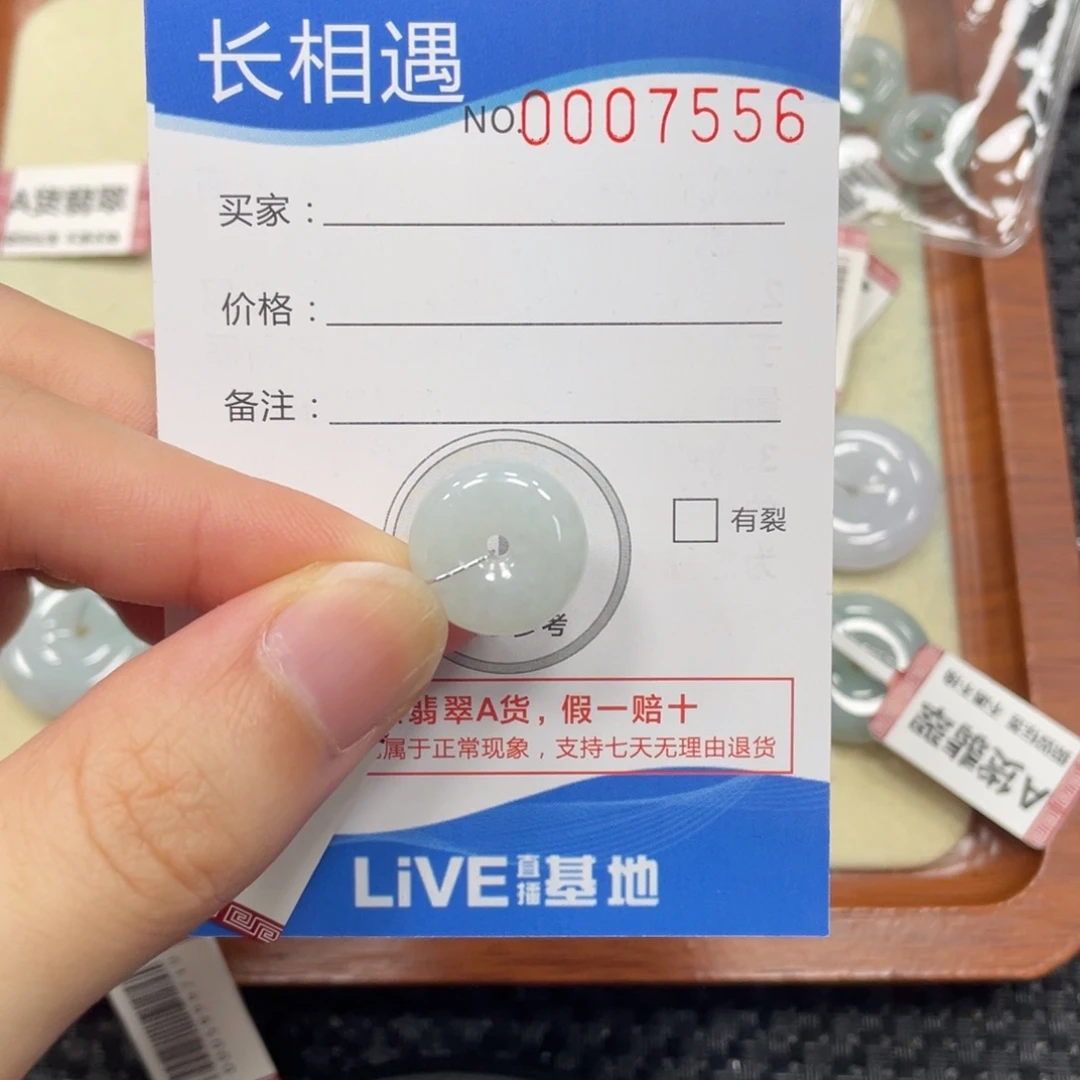 长相遇
NO.0007556
买家：
价格：
备注：
有裂
考
翡翠A货，假一赔十
属于正常现象，支持七天无理由退货
LiVE直播基地
A货翡翠
A货翡翠